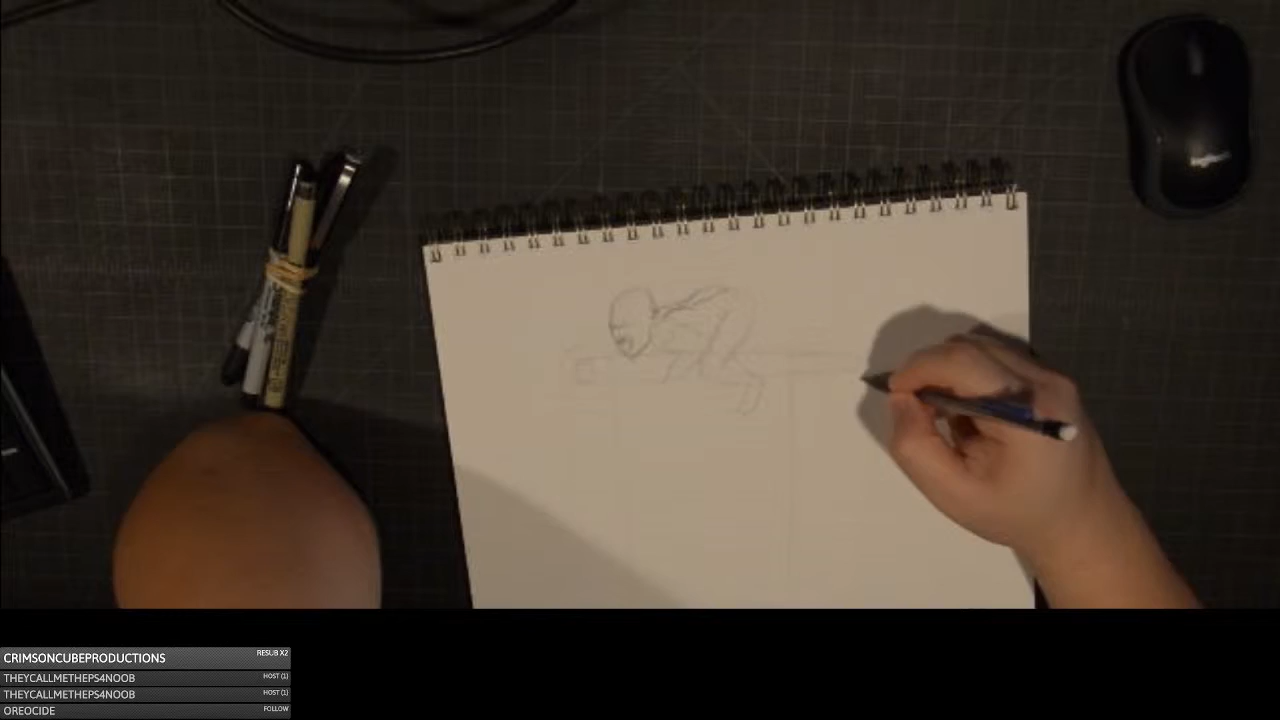 CRIMSONCUBEPRODUCTIONS RESUB X2
THEYCALLMETHEPS4NOOB HOST (1)
THEYCALLMETHEPS4NOOB HOST (1)
OREOCIDE FOLLOW